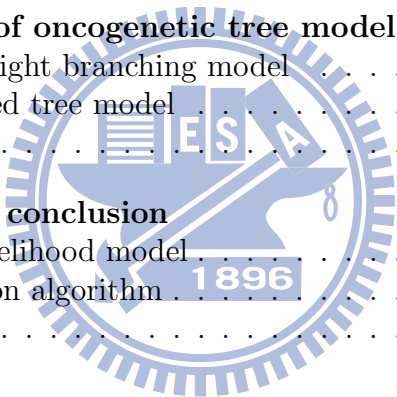 of oncogenetic tree model
ight branching model . . . .
ed tree model . . . . . . . . .
. . . . . . . . . . . . . . . . . .
E S A
conclusion
elihood model . . . . . . . . .
1896
on algorithm . . . . . . . . . .
. . . . . . . . . . . . . . . . . .